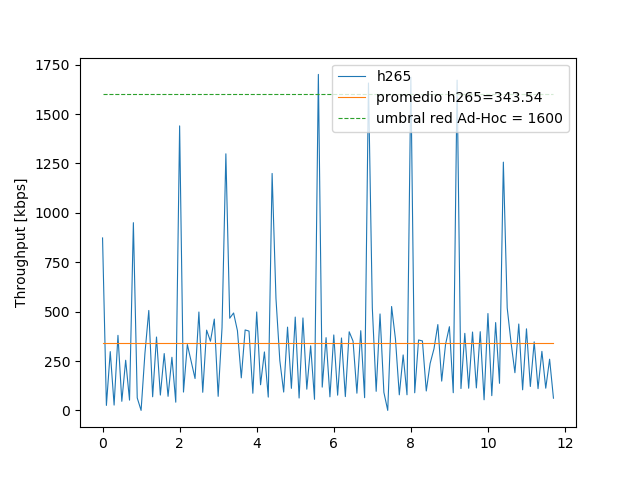 1750
1500
1250
1000
750
500
250
0
Throughput [kbps]
h265
promedio h265=343.54
umbral red Ad-Hoc = 1600
0 2 4 6 8 10 12